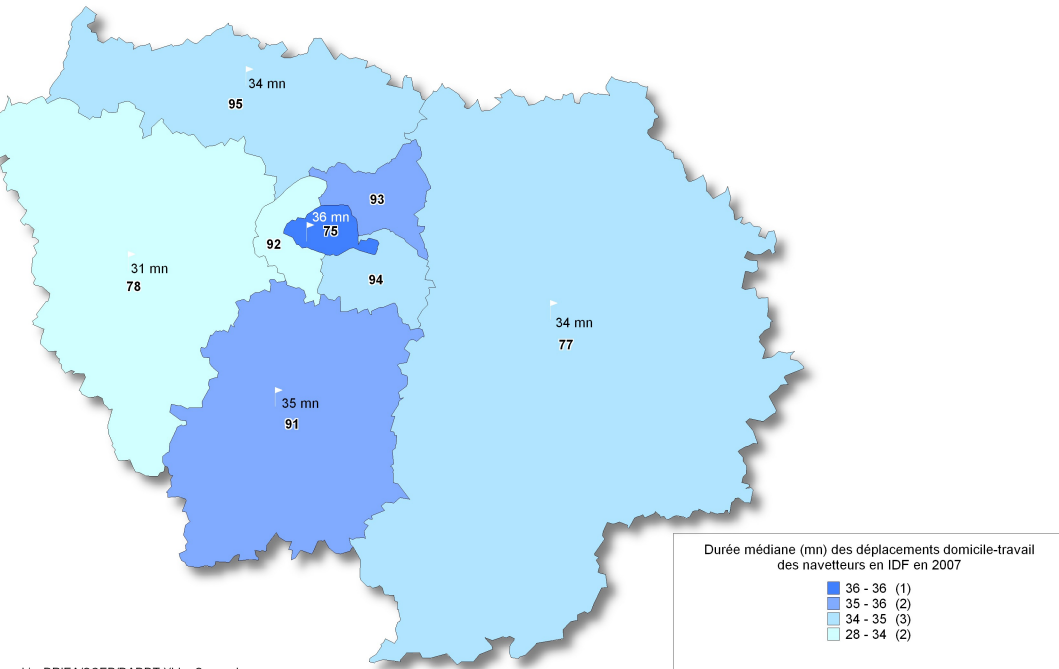 34 mn
95
93
36 mn
75
92
94
31 mn
78
34 mn
77
35 mn
91
Durée médiane (mn) des déplacements domicile-travail
des navetteurs en IDF en 2007
36 - 36 (1)
35 - 36 (2)
34 - 35 (3)
28 - 34 (2)